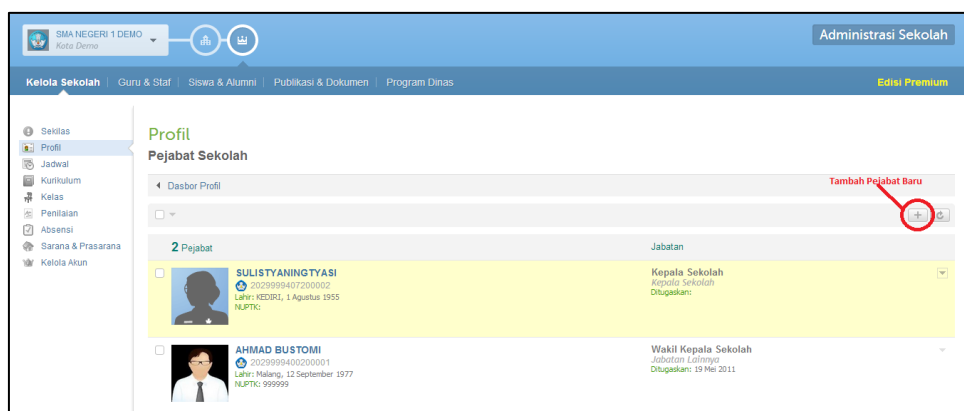 SMA NEGERI 1 DEMO
Kota Demo
Administrasi Sekolah
Kelola Sekolah | Guru & Staf | Siswa & Alumni | Publikasi & Dokumen | Program Dinas
Edisi Premium
Sekilas
Profil
Jadwal
Kurikulum
Kelas
Penilaian
Absensi
Sarana & Prasarana
Kelola Akun
Profil
Pejabat Sekolah
Dasbor Profil
Tambah Pejabat Baru
2 Pejabat
Jabatan
SULISTYANINGTYASI
2029999407200002
Lahir: KEDIRI, 1 Agustus 1955
NUPTK:
Kepala Sekolah
Kepala Sekolah
Ditugaskan:
AHMAD BUSTOMI
2029999400200001
Lahir: Malang, 12 September 1977
NUPTK: 999999
Wakil Kepala Sekolah
Jabatan Lainnya
Ditugaskan: 19 Mei 2011